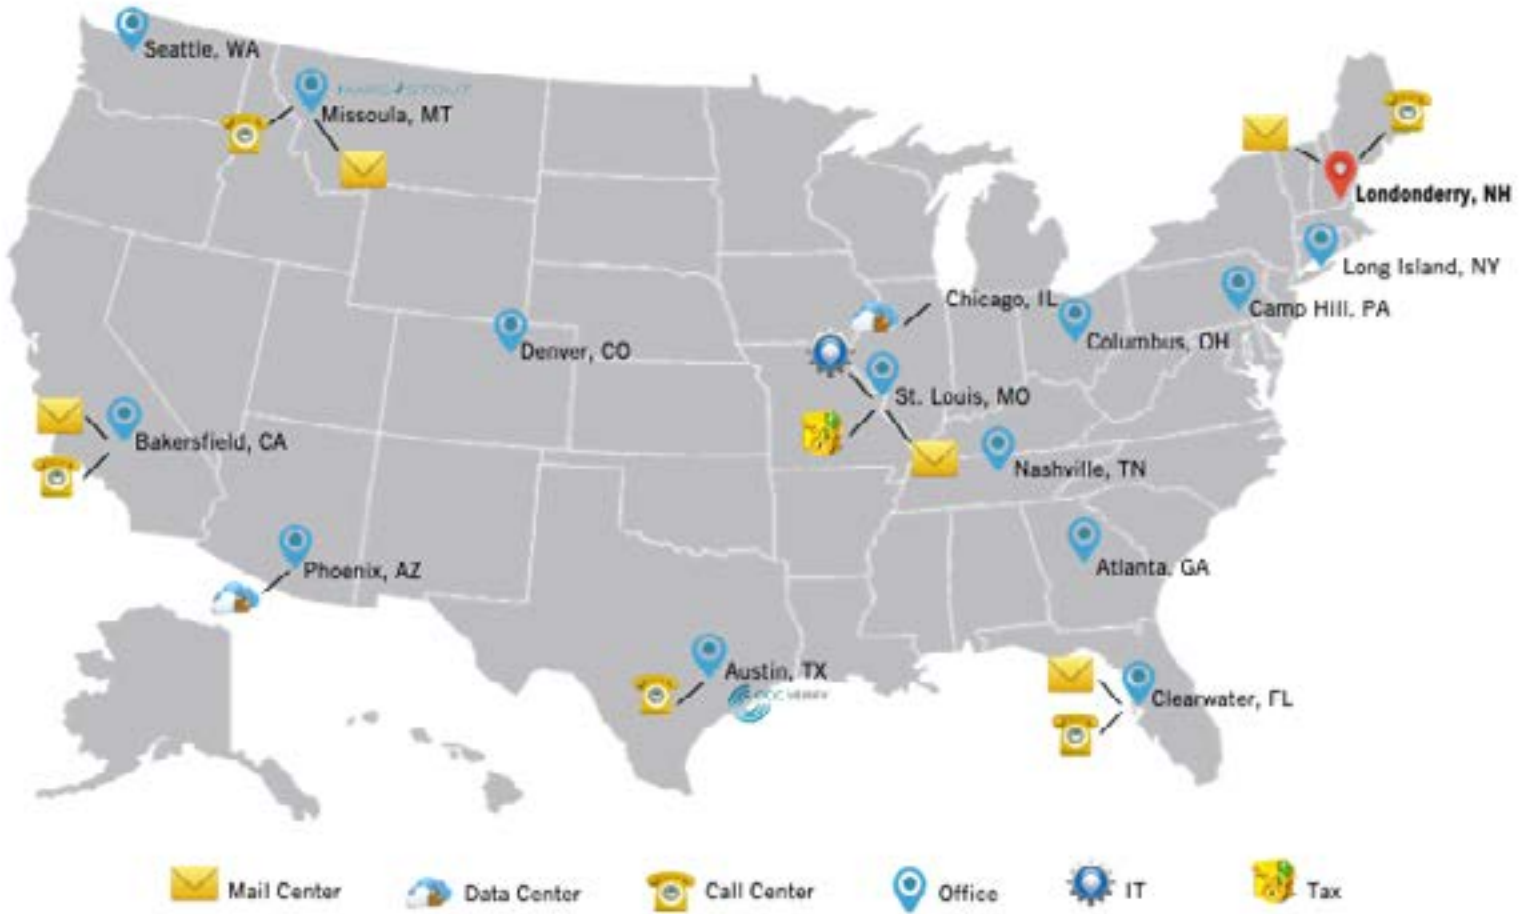 Seattle, WA
Missoula, MT
Londonderry, NH
Long Island, NY
Chicago, IL
Camp Hill, PA
Columbus, OH
Denver, CO
St. Louis, MO
Bakersfield, CA
Nashville, TN
Phoenix, AZ
Atlanta, GA
Austin, TX
Clearwater, FL
Mail Center
Data Center
Call Center
Office
IT
Tax